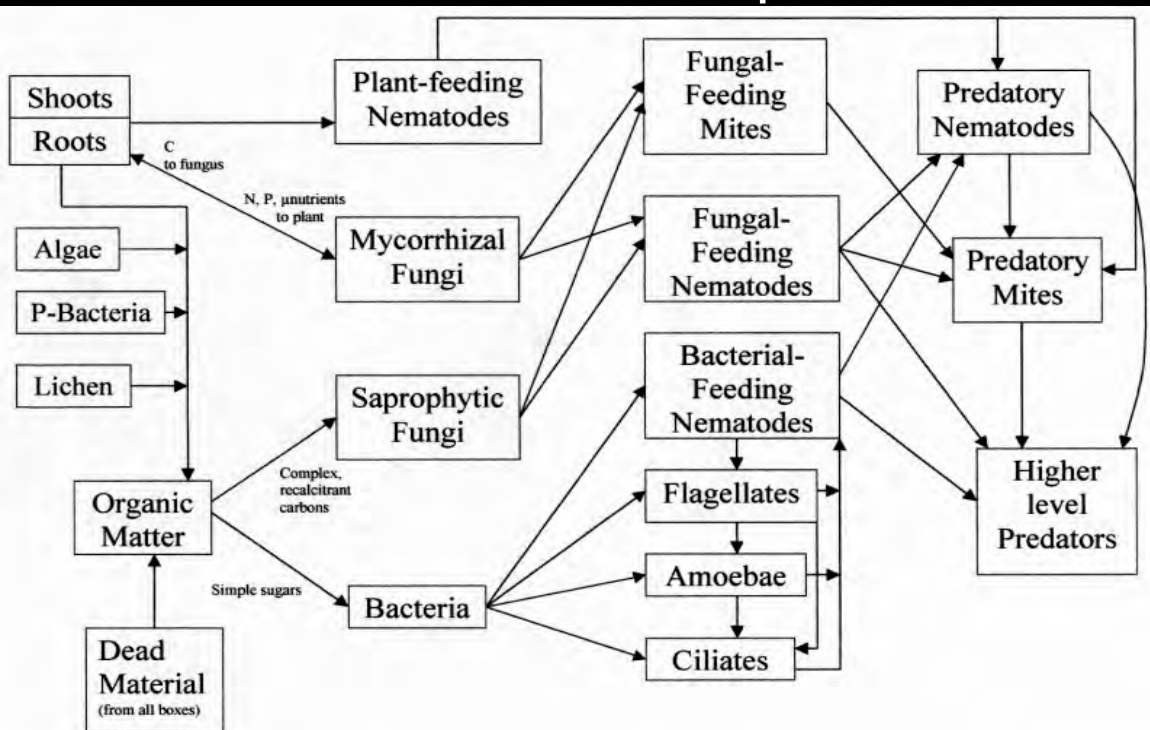 Shoots
Roots
Plant-feeding
Nematodes
Fungal-
Feeding
Mites
Predatory
Nematodes
C
to fungus
N, P, µnutrients
to plant
Algae
Mycorrhizal
Fungi
Fungal-
Feeding
Nematodes
Predatory
Mites
P-Bacteria
Lichen
Saprophytic
Fungi
Bacterial-
Feeding
Nematodes
Complex,
recalcitrant
carbons
Organic
Matter
Flagellates
Higher
level
Predators
Simple sugars
Bacteria
Amoebae
Ciliates
Dead
Material
(from all boxes)